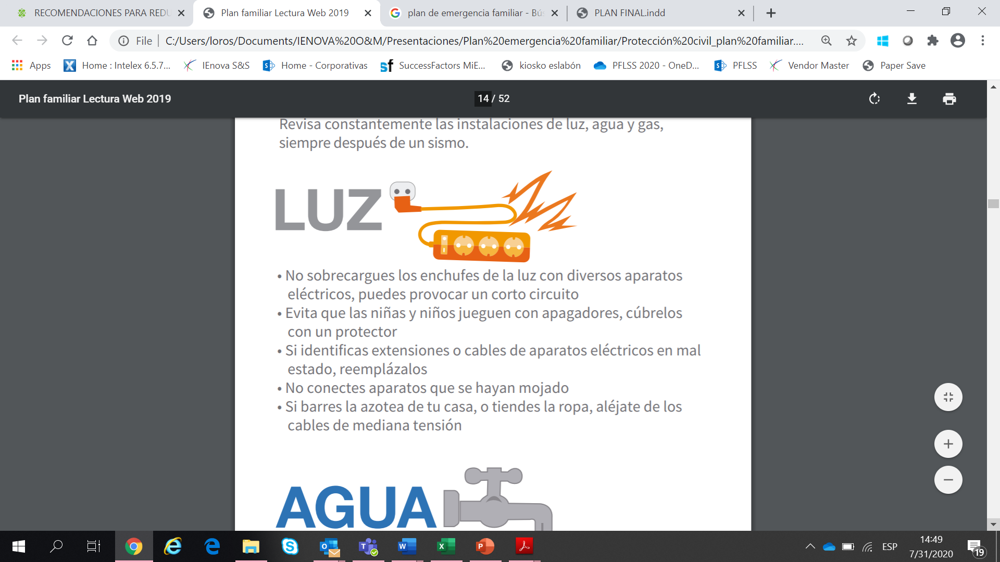 RECOMENDACIONES PARA REDU
Plan familiar Lectura Web 2019
plan de emergencia familiar - Bús
PLAN FINAL.indd
File
C:/Users/loros/Documents/IENOVA%20O&M/Presentaciones/Plan%20emergencia%20familiar/Protección%20civil_plan%20familiar....
Apps
Home : Intelex 6.5.7...
IEnova S&S
Home - Corporativas
SuccessFactors MiE...
kiosko eslabón
PFLSS 2020 - OneD...
PFLSS
Vendor Master
Paper Save
Plan familiar Lectura Web 2019
14 / 52
Revisa constantemente las instalaciones de luz, agua y gas,
siempre después de un sismo.
LUZ
• No sobrecargues los enchufes de la luz con diversos aparatos
eléctricos, puedes provocar un corto circuito
• Evita que las niñas y niños jueguen con apagadores, cúbrelos
con un protector
• Si identificas extensiones o cables de aparatos eléctricos en mal
estado, reemplázalos
• No conectes aparatos que se hayan mojado
• Si barres la azotea de tu casa, o tiendes la ropa, aléjate de los
cables de mediana tensión
AGUA
ESP
14:49
7/31/2020
19